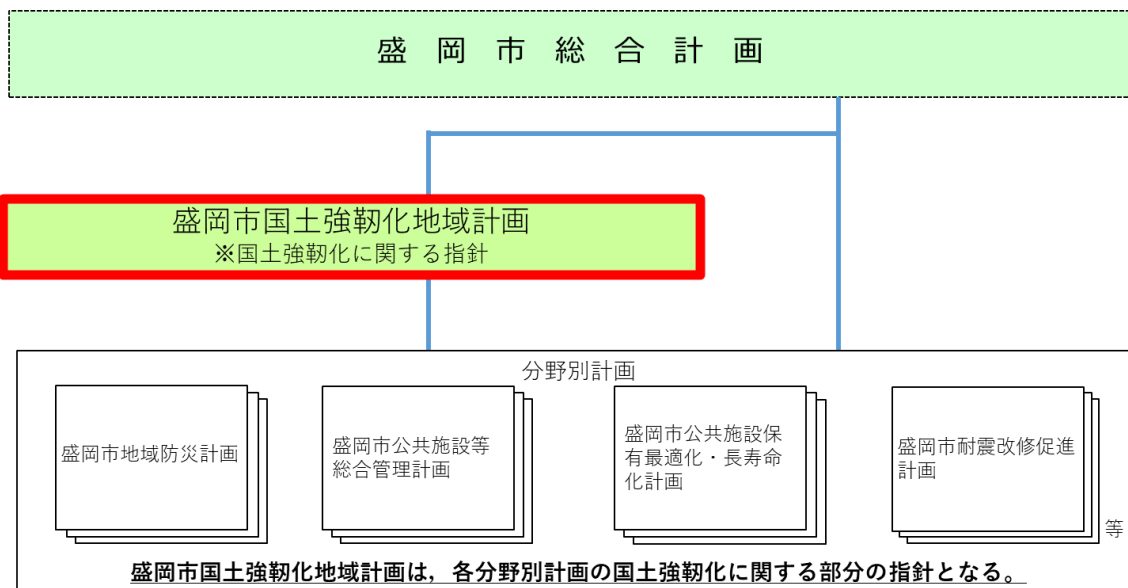 盛岡市総合計画
盛岡市国土強靭化地域計画
※国土強靭化に関する指針
分野別計画
盛岡市地域防災計画
盛岡市公共施設等
総合管理計画
盛岡市公共施設保
有最適化・長寿命
化計画
盛岡市耐震改修促進
計画
等
盛岡市国土強靭化地域計画は，各分野別計画の国土強靭化に関する部分の指針となる。